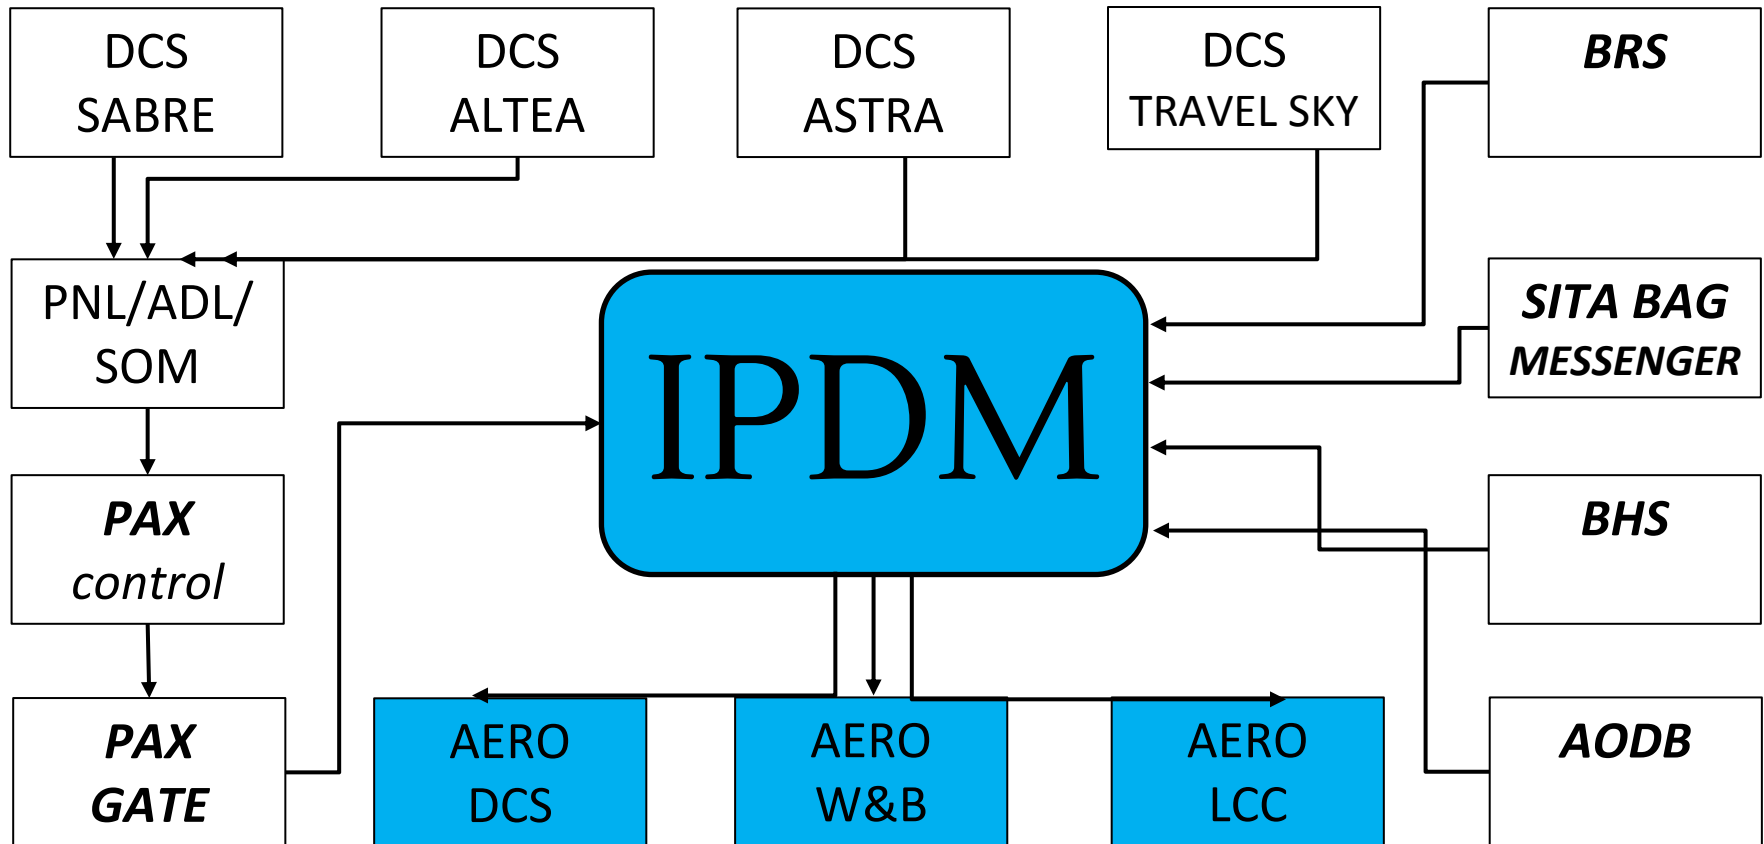 DCS
SABRE
DCS
ALTEA
DCS
ASTRA
DCS
TRAVEL SKY
BRS
PNL/ADL/
SOM
IPDM
SITA BAG
MESSENGER
PAX
control
BHS
PAX
GATE
AERO
DCS
AERO
W&B
AERO
LCC
AODB